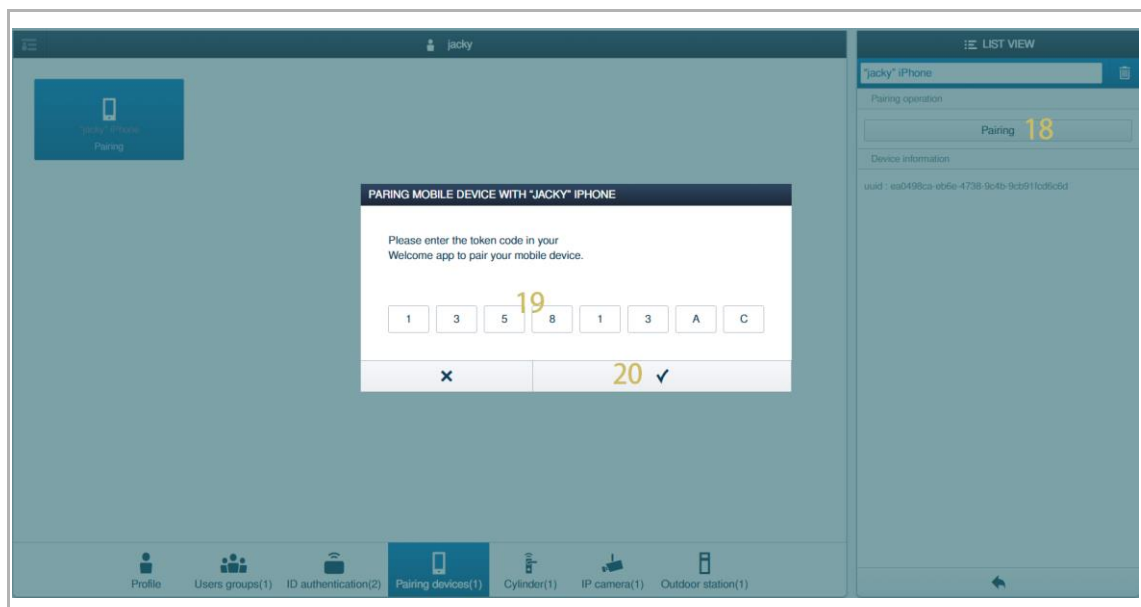 jacky
LIST VIEW
"jacky" iPhone
"jacky" iPhone
Pairing
Pairing operation
Pairing 18
Device information
uuid : ea0498ca-eb6e-4738-9c4b-9cb91fcd6c6d
PARING MOBILE DEVICE WITH "JACKY" IPHONE
Please enter the token code in your
Welcome app to pair your mobile device.
19
1 3 5 8 1 3 A C
20
Profile Users groups(1) ID authentication(2) Pairing devices(1) Cylinder(1) IP camera(1) Outdoor station(1)